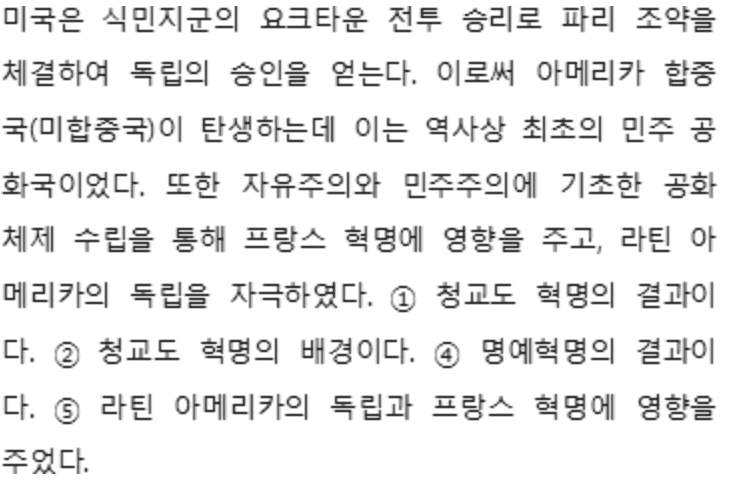 미국은 식민지군의 요크타운 전투 승리로 파리 조약을
체결하여 독립의 승인을 얻는다. 이로써 아메리카 합중
국(미합중국)이 탄생하는데 이는 역사상 최초의 민주 공
화국이었다. 또한 자유주의와 민주주의에 기초한 공화
체제 수립을 통해 프랑스 혁명에 영향을 주고, 라틴 아
메리카의 독립을 자극하였다. ① 청교도 혁명의 결과이
다. ② 청교도 혁명의 배경이다. ④ 명예혁명의 결과이
다. ⑤ 라틴 아메리카의 독립과 프랑스 혁명에 영향을
주었다.